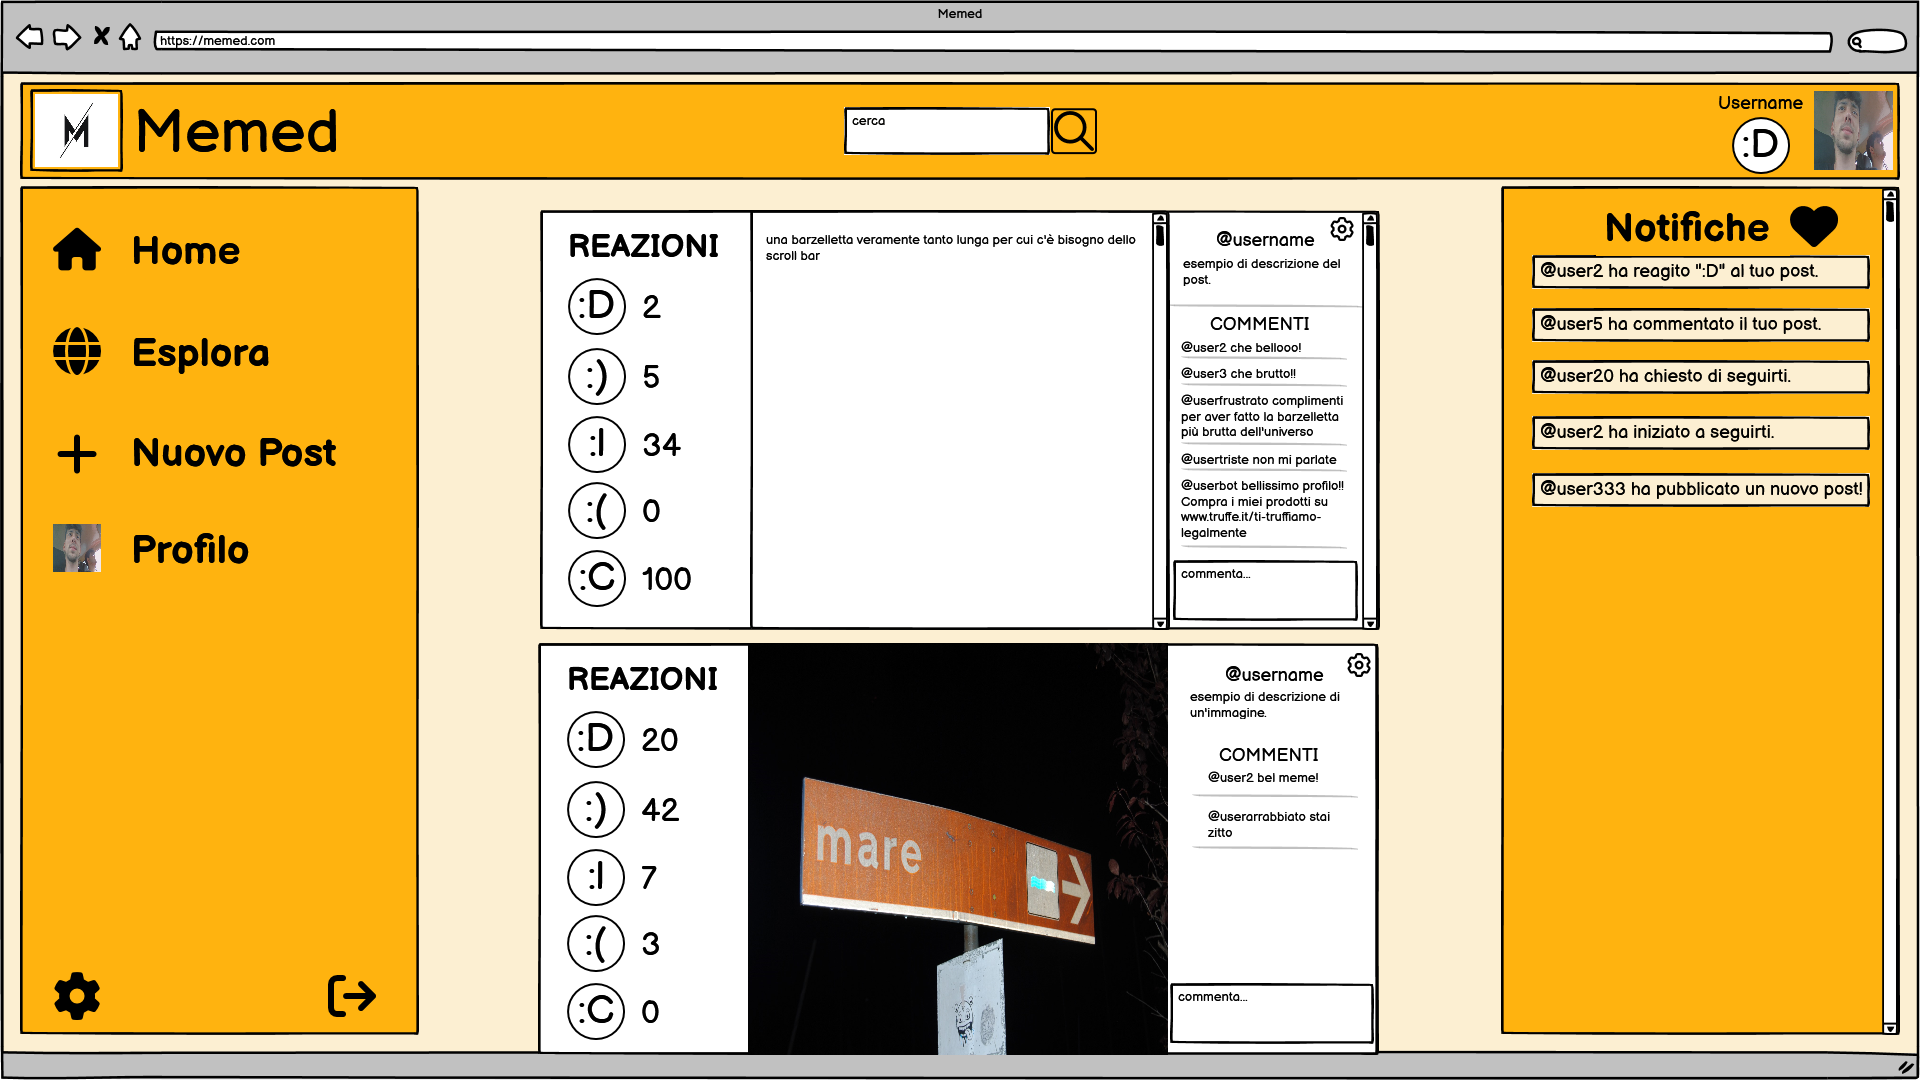 Memed
https://memed.com
M
Memed
cerca
Username
:D
Home
Esplora
Nuovo Post
Profilo
REAZIONI
:D 2
:) 5
:| 34
:( 0
:C 100
una barzelletta veramente tanto lunga per cui c'è bisogno dello
scroll bar
@username
esempio di descrizione del
post.
COMMENTI
@user2 che bellooo!
@user3 che brutto!!
@userfrustrato complimenti
per aver fatto la barzelletta
più brutta dell'universo
@usertriste non mi parlate
@userbot bellissimo profilo!!
Compra i miei prodotti su
www.truffe.it/ti-truffiamo-
legalmente
commenta...
REAZIONI
:D 20
:) 42
:| 7
:( 3
:C 0
mare
@username
esempio di descrizione di
un'immagine.
COMMENTI
@user2 bel meme!
@userarrabbiato stai
zitto
commenta...
Notifiche
@user2 ha reagito ":D" al tuo post.
@user5 ha commentato il tuo post.
@user20 ha chiesto di seguirti.
@user2 ha iniziato a seguirti.
@user333 ha pubblicato un nuovo post!